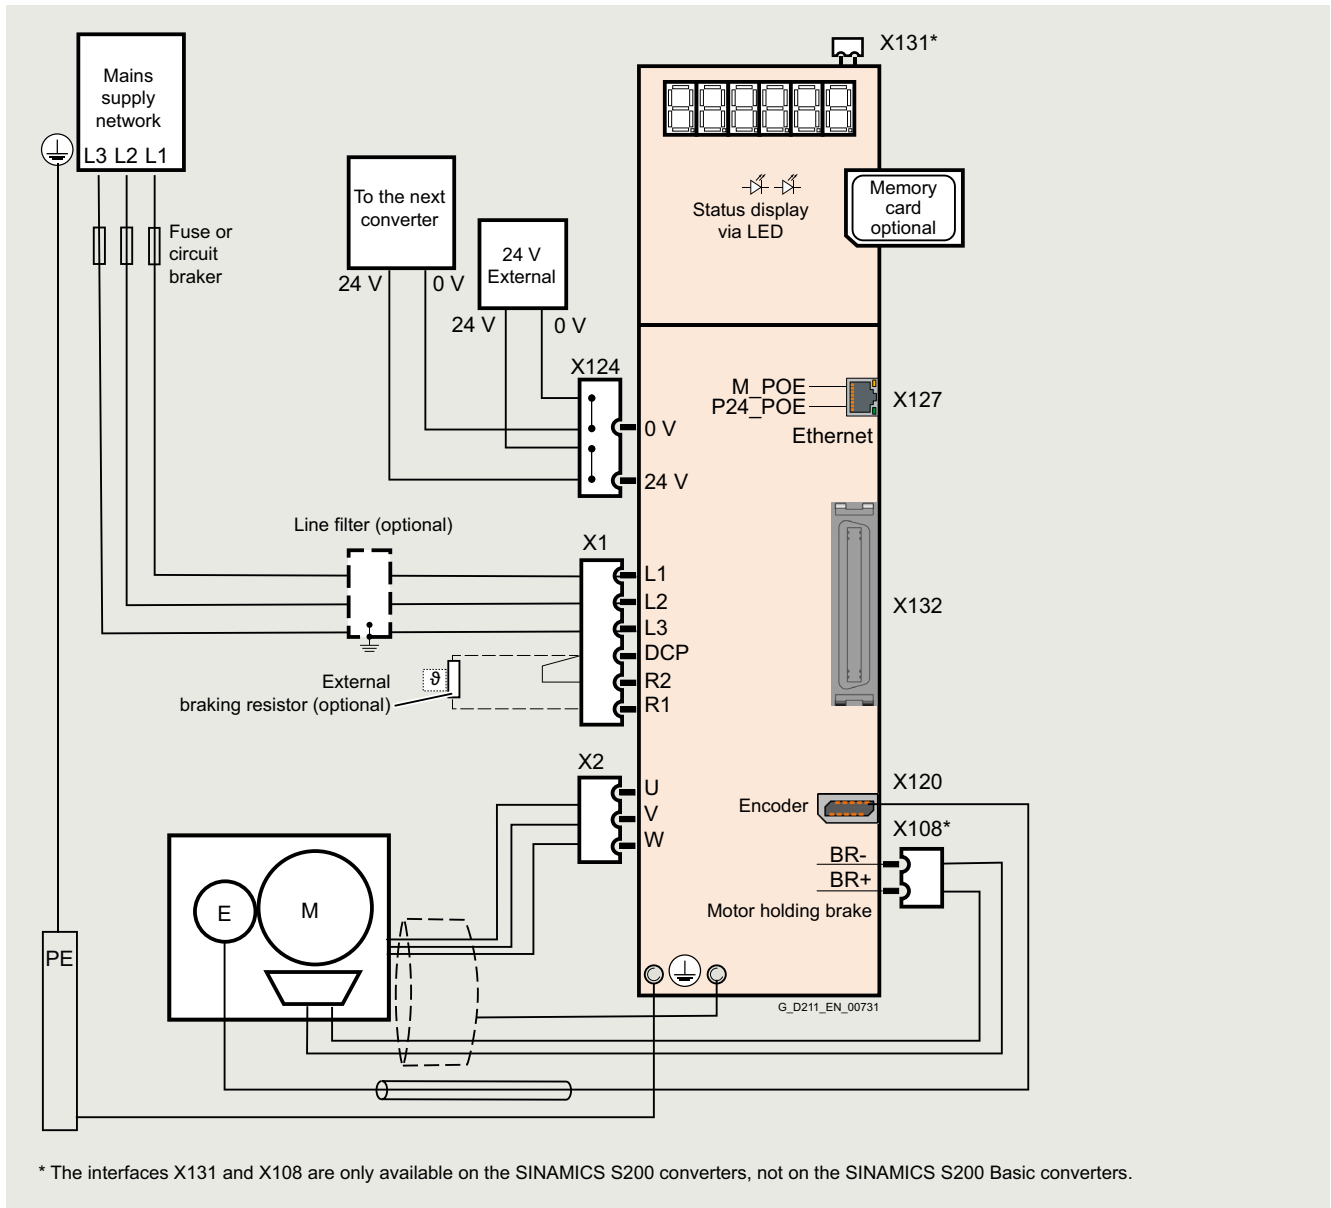 X131*
Mains
supply
network
L3 L2 L1
Fuse or
circuit
braker
To the next
converter
24 V
0 V
24 V
External
24 V
0 V
Status display
via LED
Memory
card
optional
X124
0 V
24 V
M_POE
P24_POE
X127
Ethernet
Line filter (optional)
X1
L1
L2
L3
DCP
R2
R1
X132
ϑ
External
braking resistor (optional)
X2
U
V
W
X120
Encoder
X108*
BR-
BR+
Motor holding brake
E
M
PE
G_D211_EN_00731
* The interfaces X131 and X108 are only available on the SINAMICS S200 converters, not on the SINAMICS S200 Basic converters.